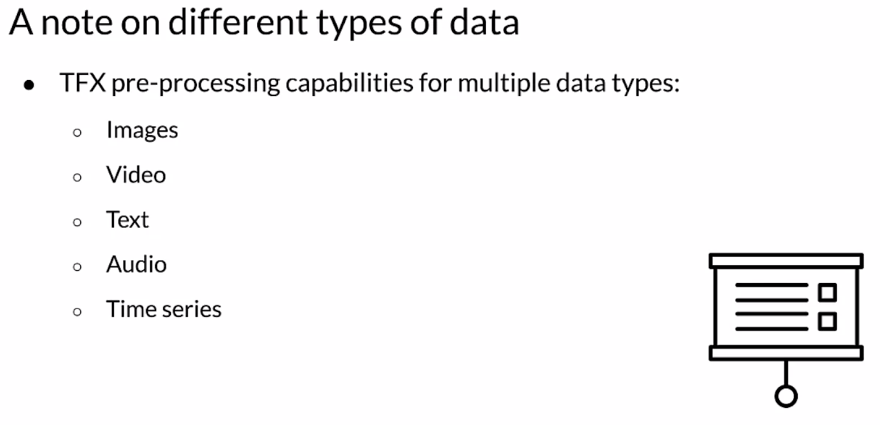 A note on different types of data
● TFX pre-processing capabilities for multiple data types:
○ Images
○ Video
○ Text
○ Audio
○ Time series